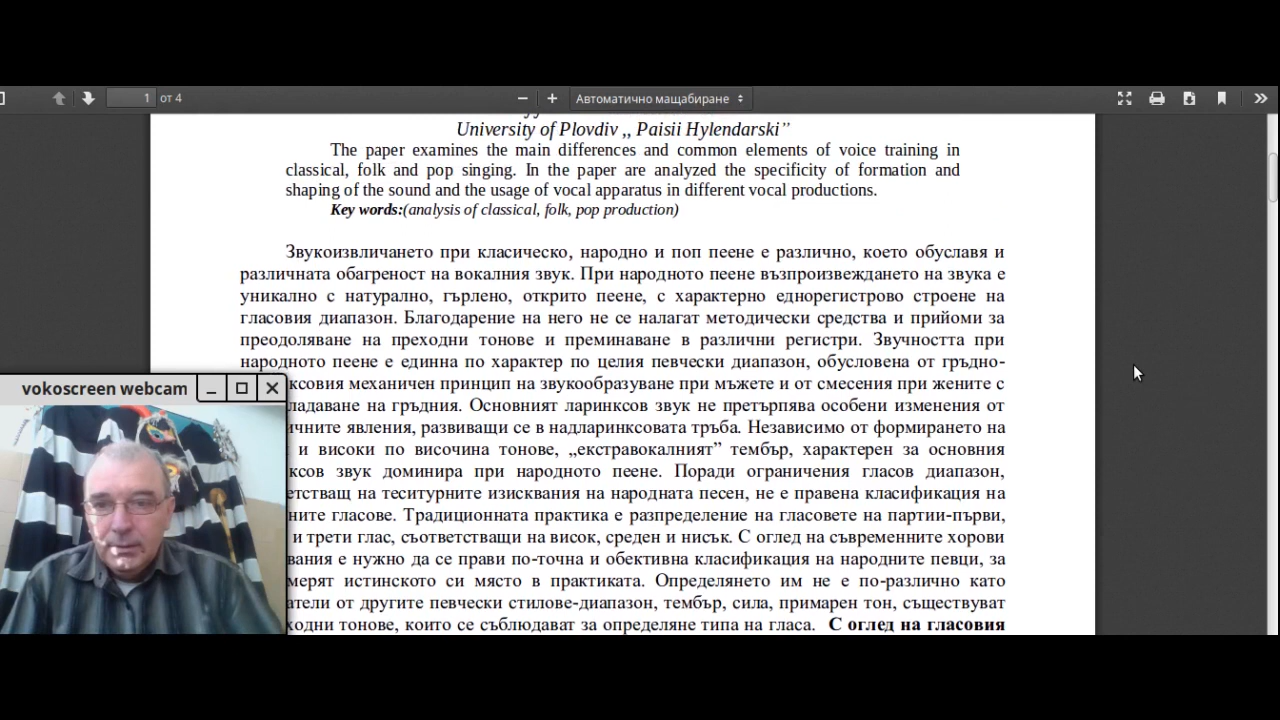 1 от 4
Автоматично мащабиране
University of Plovdiv ,, Paisii Hylendarski”
The paper examines the main differences and common elements of voice training in
classical, folk and pop singing. In the paper are analyzed the specificity of formation and
shaping of the sound and the usage of vocal apparatus in different vocal productions.
Key words:(analysis of classical, folk, pop production)
Звукоизвличането при класическо, народно и поп пеене е различно, което обуславя и
различната обагреност на вокалния звук. При народното пеене възпроизвеждането на звука е
уникално с натурално, гърлено, открито пеене, с характерно еднорегистрово строене на
гласовия диапазон. Благодарение на него не се налагат методически средства и прийоми за
преодоляване на преходни тонове и преминаване в различни регистри. Звучността при
народното пеене е единна по характер по целия певчески диапазон, обусловена от гръдно-
ксовия механичен принцип на звукообразуване при мъжете и от смесения при жените с
ладаване на гръдния. Основният ларинксов звук не претърпява особени изменения от
ичните явления, развиващи се в надларинксовата тръба. Независимо от формирането на
и високи по височина тонове, „екстравокалният” тембър, характерен за основния
ксов звук доминира при народното пеене. Поради ограничения гласов диапазон,
етстващ на теситурните изисквания на народната песен, не е правена класификация на
ните гласове. Традиционната практика е разпределение на гласовете на партии-първи,
и трети глас, съответстващи на висок, среден и нисък. С оглед на съвременните хорови
вания е нужно да се прави по-точна и обективна класификация на народните певци, за
мерят истинското си място в практиката. Определянето им не е по-различно като
атели от другите певчески стилове-диапазон, тембър, сила, примарен тон, съществуват
ходни тонове, които се съблюдават за определяне типа на гласа. С оглед на гласовия
vokoscreen webcam